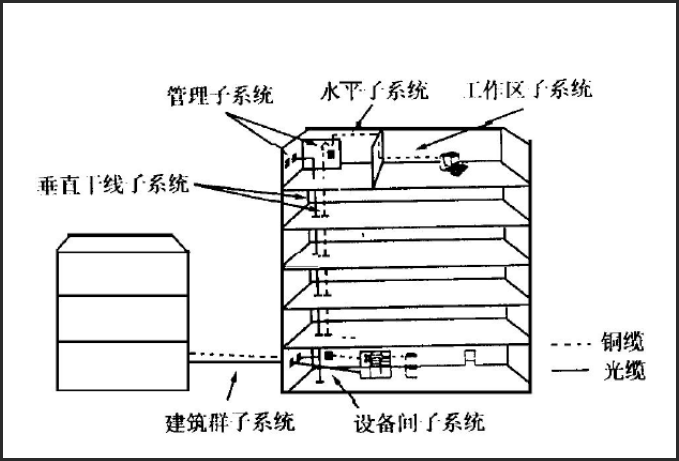 管理子系统
水平子系统
工作区子系统
垂直干线子系统
铜缆
光缆
建筑群子系统
设备间子系统